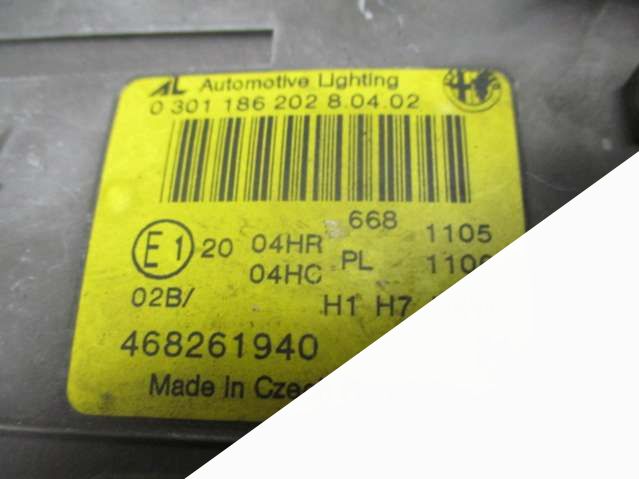 AL Automotive Lighting
0 301 186 202 8.04.02
668
E1 20 04HR 1105
04HC PL
02B/ H1 H7
468261940
Made in